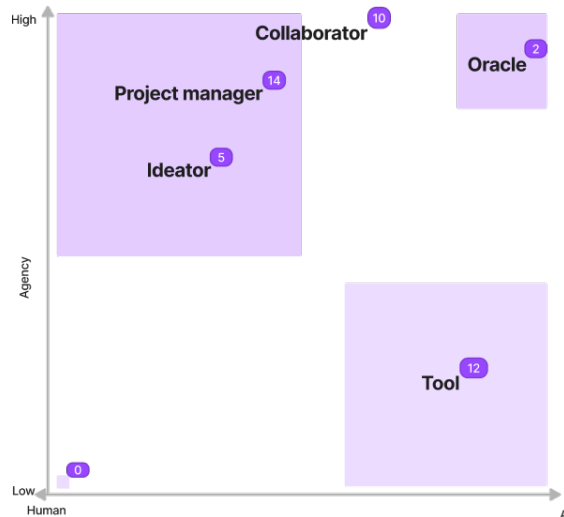 High
Collaborator 10
Oracle 2
Project manager 14
Ideator 5
Agency
Tool 12
0
Low
Human